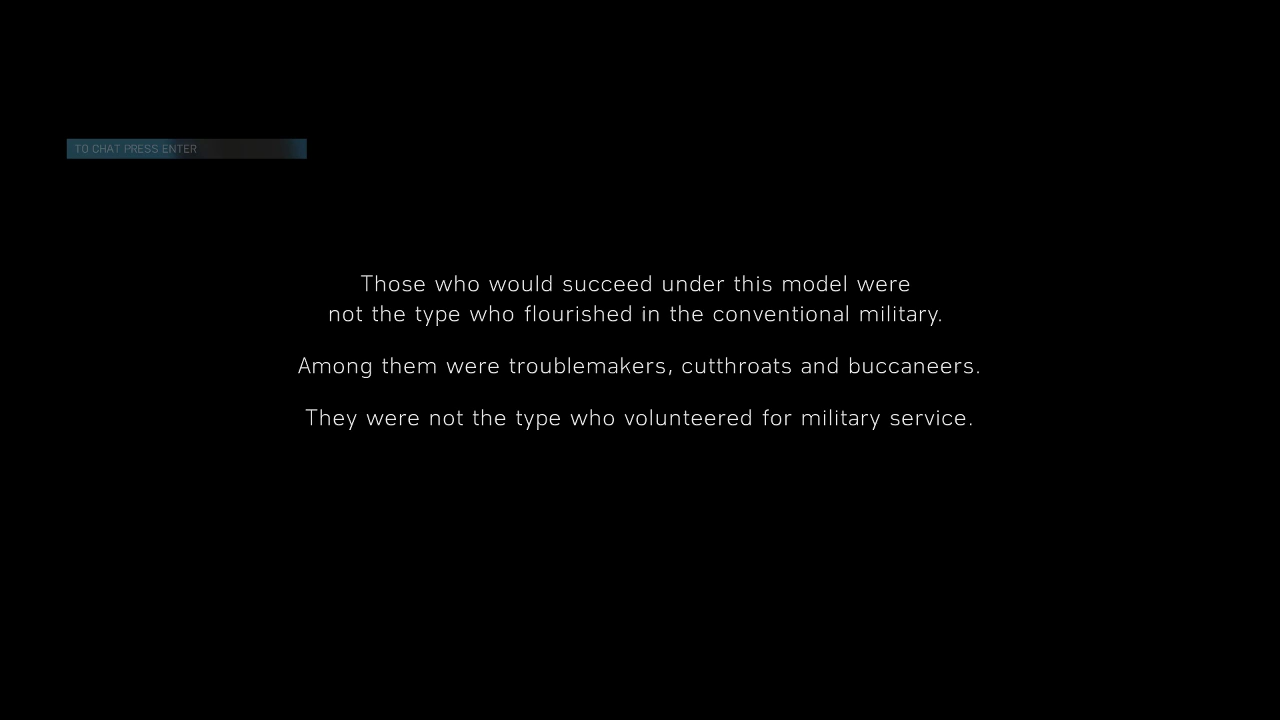 TO CHAT PRESS ENTER
Those who would succeed under this model were
not the type who flourished in the conventional military.
Among them were troublemakers, cutthroats and buccaneers.
They were not the type who volunteered for military service.